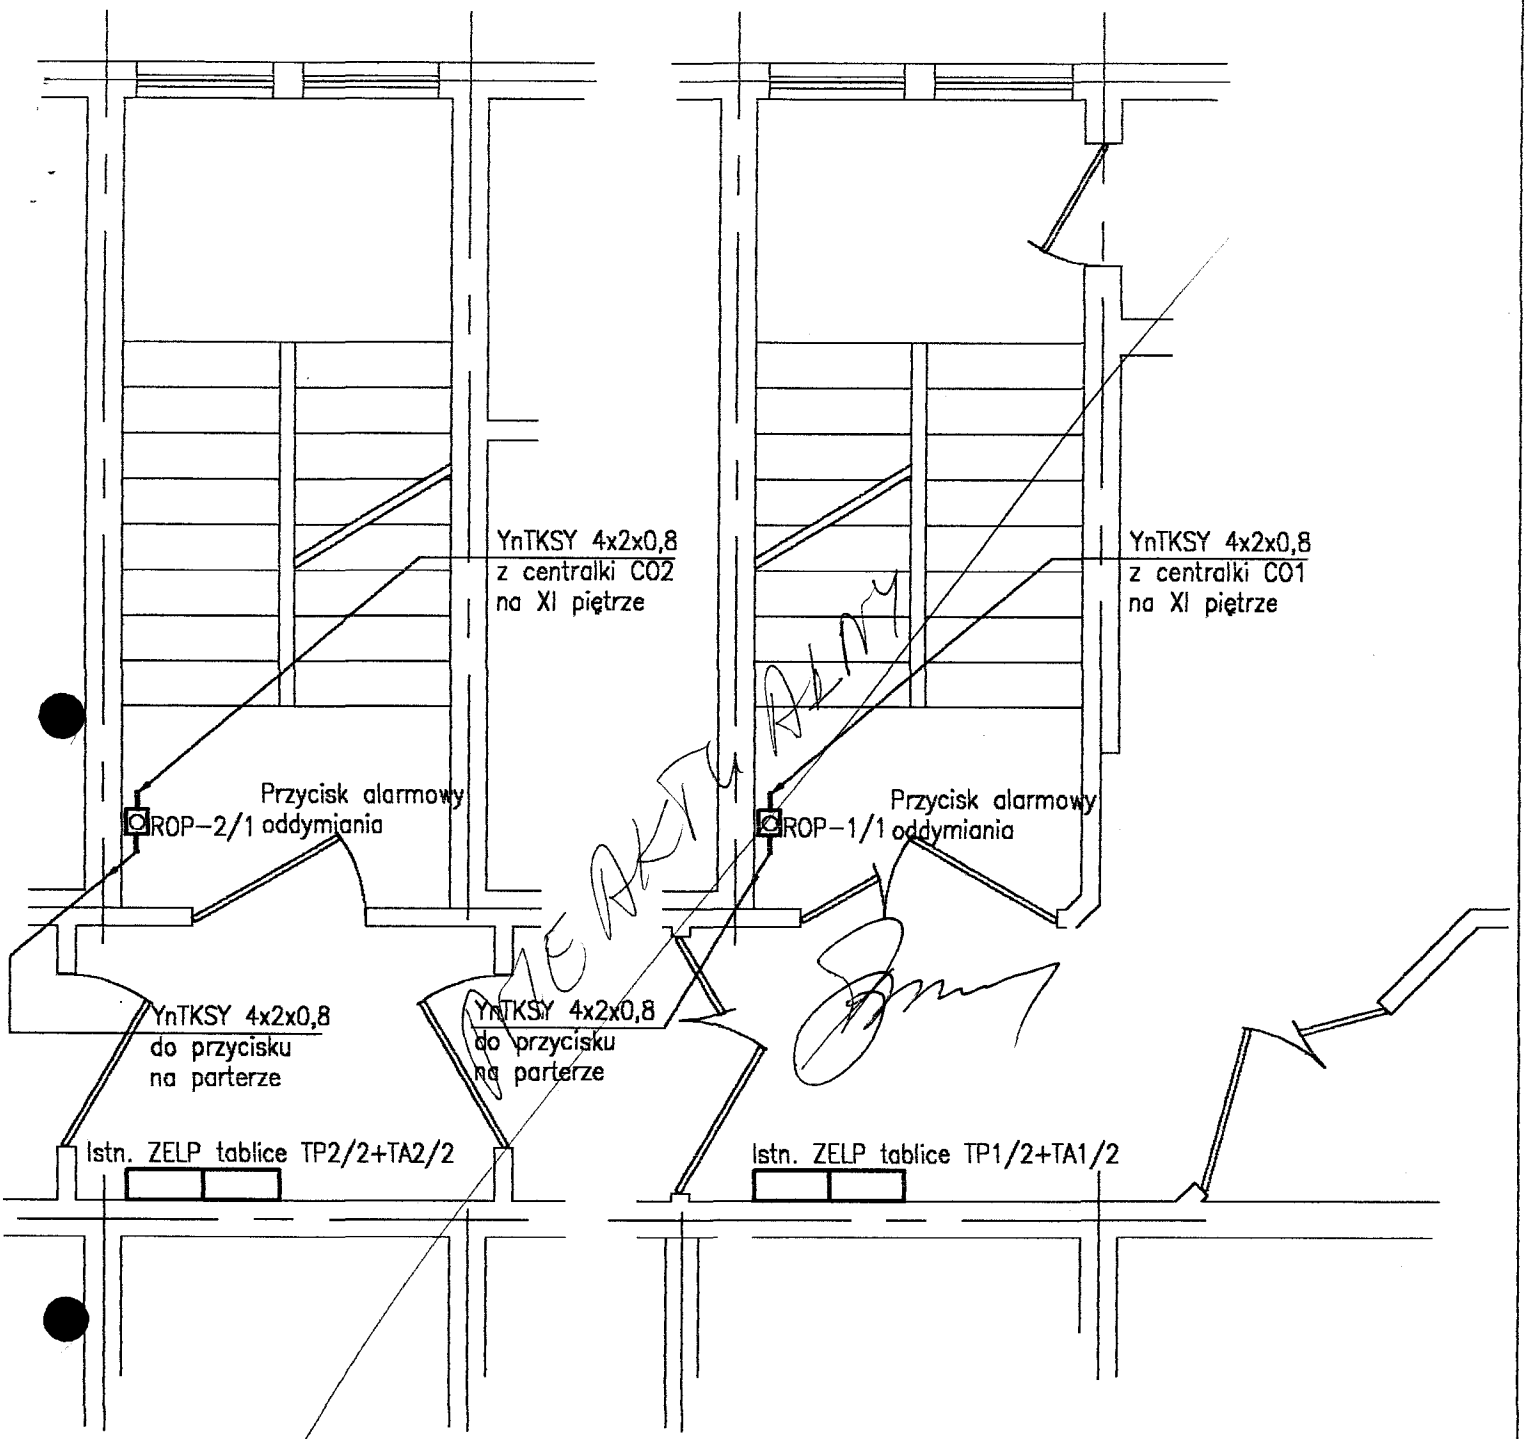 YnTKSY 4x2x0,8
z centralki CO2
na XI piętrze
YnTKSY 4x2x0,8
z centralki CO1
na XI piętrze
Przycisk alarmowy
ROP-2/1 oddymiania
Przycisk alarmowy
ROP-1/1 oddymiania
NIEAKTUALNY
YnTKSY 4x2x0,8
do przycisku
na parterze
YnTKSY 4x2x0,8
do przycisku
na parterze
Istn. ZELP tablice TP2/2+TA2/2
Istn. ZELP tablice TP1/2+TA1/2